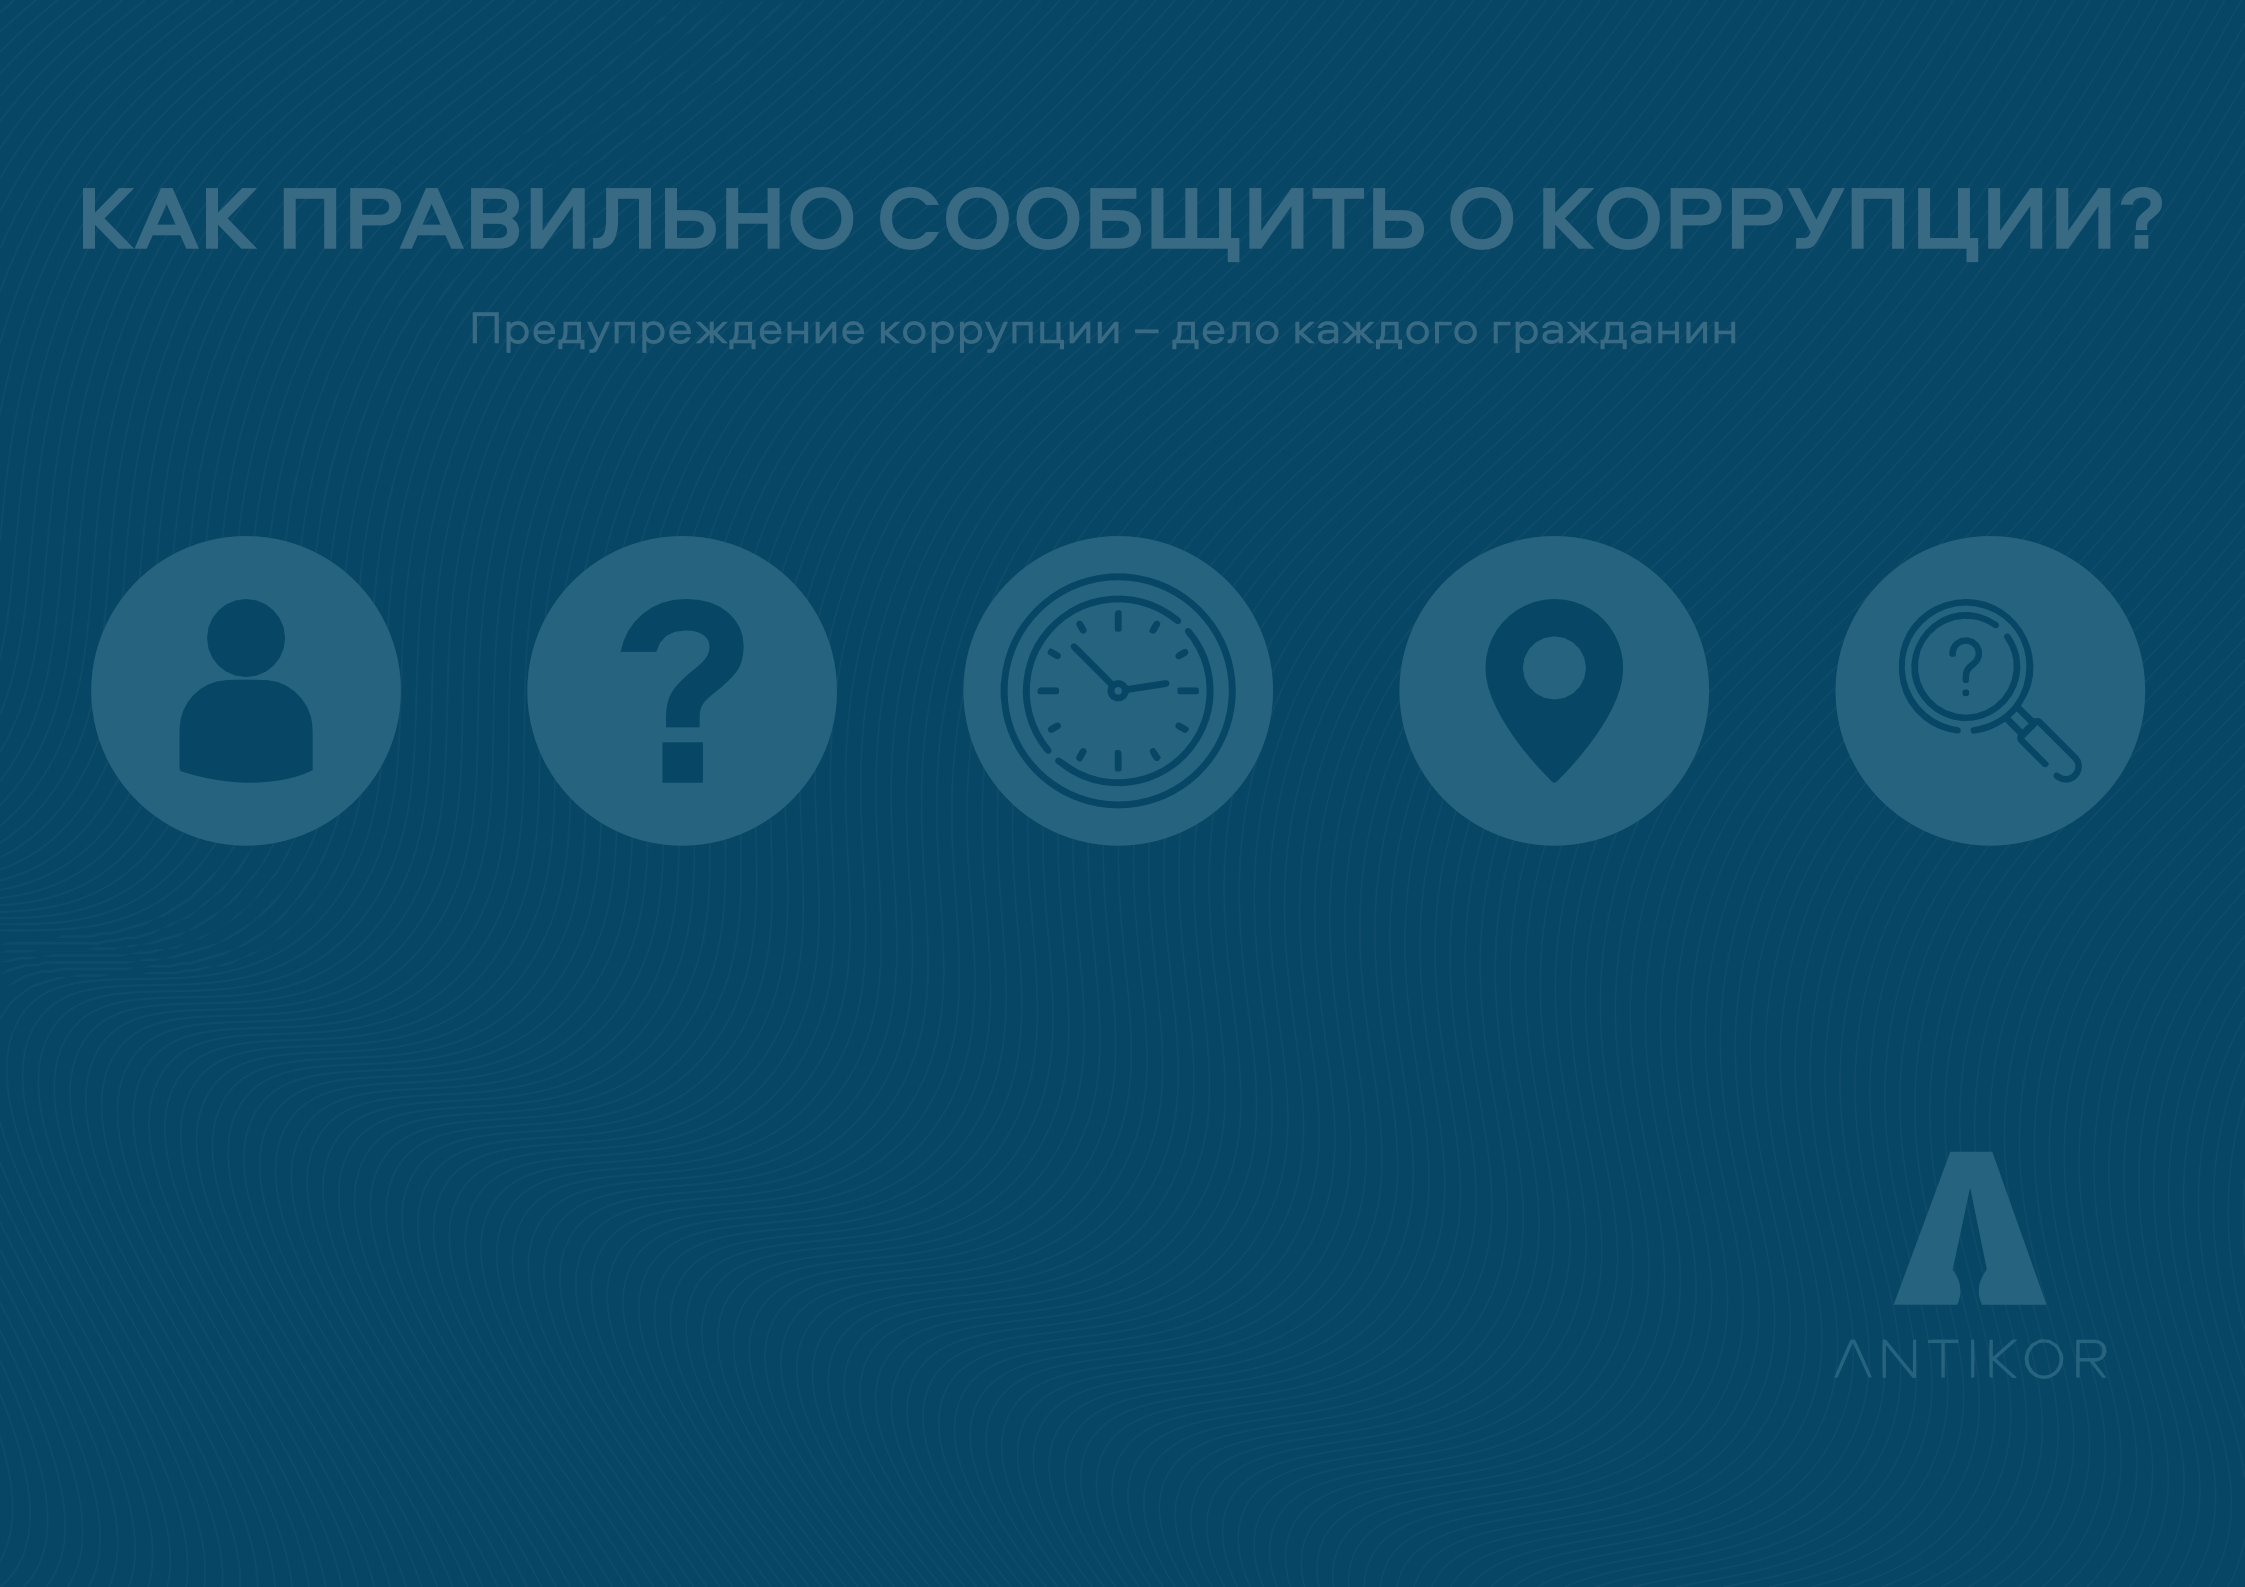 КАК ПРАВИЛЬНО СООБЩИТЬ О КОРРУПЦИИ?
Предупреждение коррупции – дело каждого гражданин
?
?
ANTIKOR